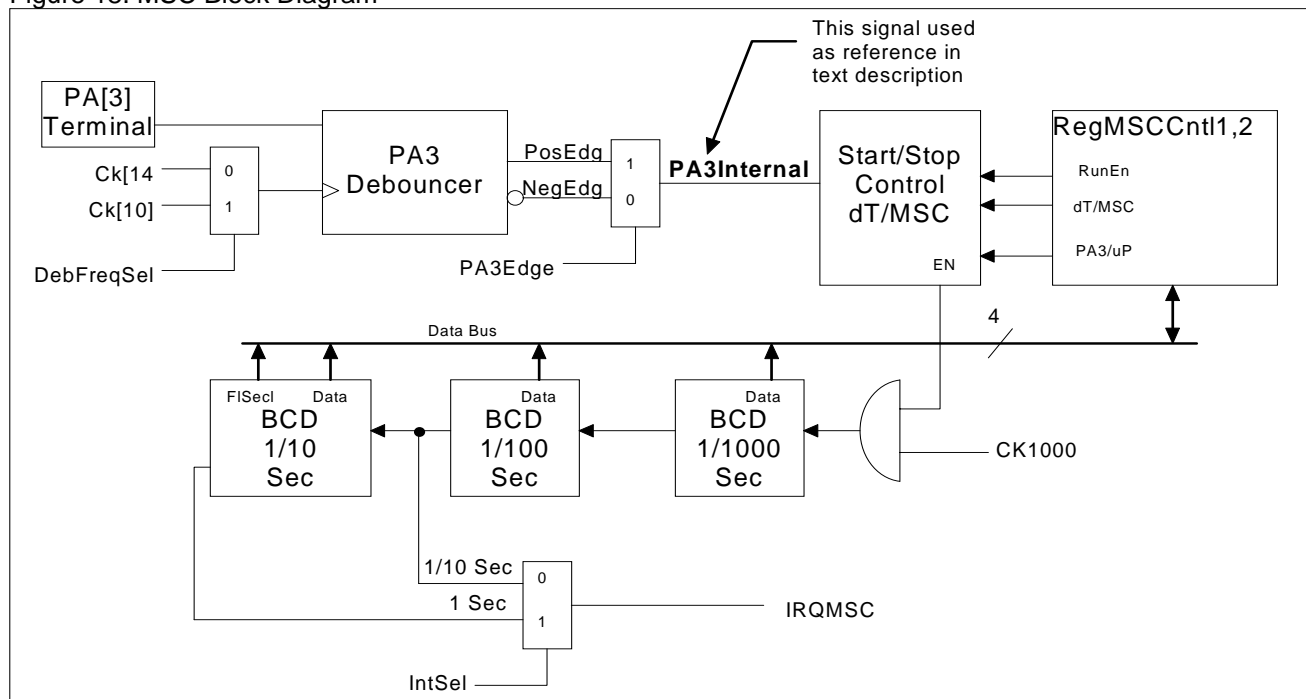 Figure 18. MSC Block Diagram
This signal used
as reference in
text description
PA[3]
Terminal
Ck[14
Ck[10]
0
1
DebFreqSel
PA3
Debouncer
PosEdg
NegEdg
1
0
PA3Edge
PA3Internal
Start/Stop
Control
dT/MSC
EN
RegMSCCntl1,2
RunEn
dT/MSC
PA3/uP
Data Bus
4
FlSecl
Data
BCD
1/10
Sec
Data
BCD
1/100
Sec
Data
BCD
1/1000
Sec
CK1000
1/10 Sec
1 Sec
0
1
IRQMSC
IntSel